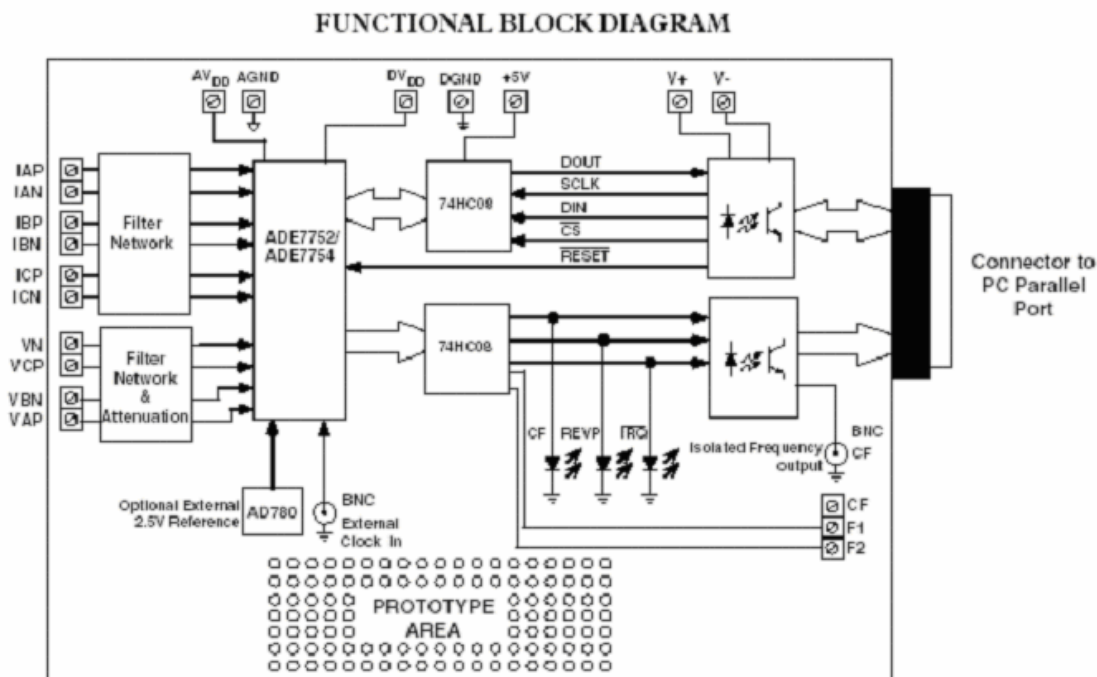 FUNCTIONAL BLOCK DIAGRAM
AVDD
AGND
DVDD
DGND
+5V
V+
V-
IAP
IAN
IBP
IBN
ICP
ICN
Filter
Network
ADE7752/
ADE7754
74HC08
DOUT
SCLK
DIN
CS
RESET
Connector to
PC Parallel
Port
VN
VCP
VBN
VAP
Filter
Network
&
Attenuation
74HC08
CF
REVP
IRQ
Isolated Frequency
output
BNC
CF
Optional External
2.5V Reference
AD780
BNC
External
Clock In
CF
F1
F2
PROTOTYPE
AREA